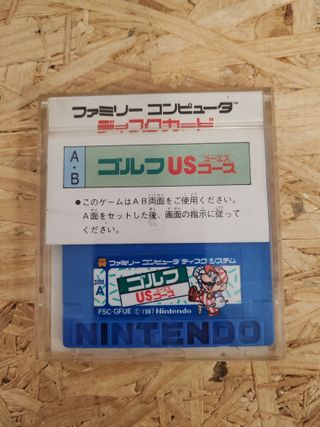 ファミリー コンピュータ™
ディスクカード
A・B
ゴルフ USコース
ユーエス
●このゲームはAB両面をご使用ください。
A面をセットした後、画面の指示に従って
ください。
ファミリー コンピュータ ディスク システム
SIDE A
ゴルフ
USコース
FSC-GFUE © 1987 Nintendo
NINTENDO